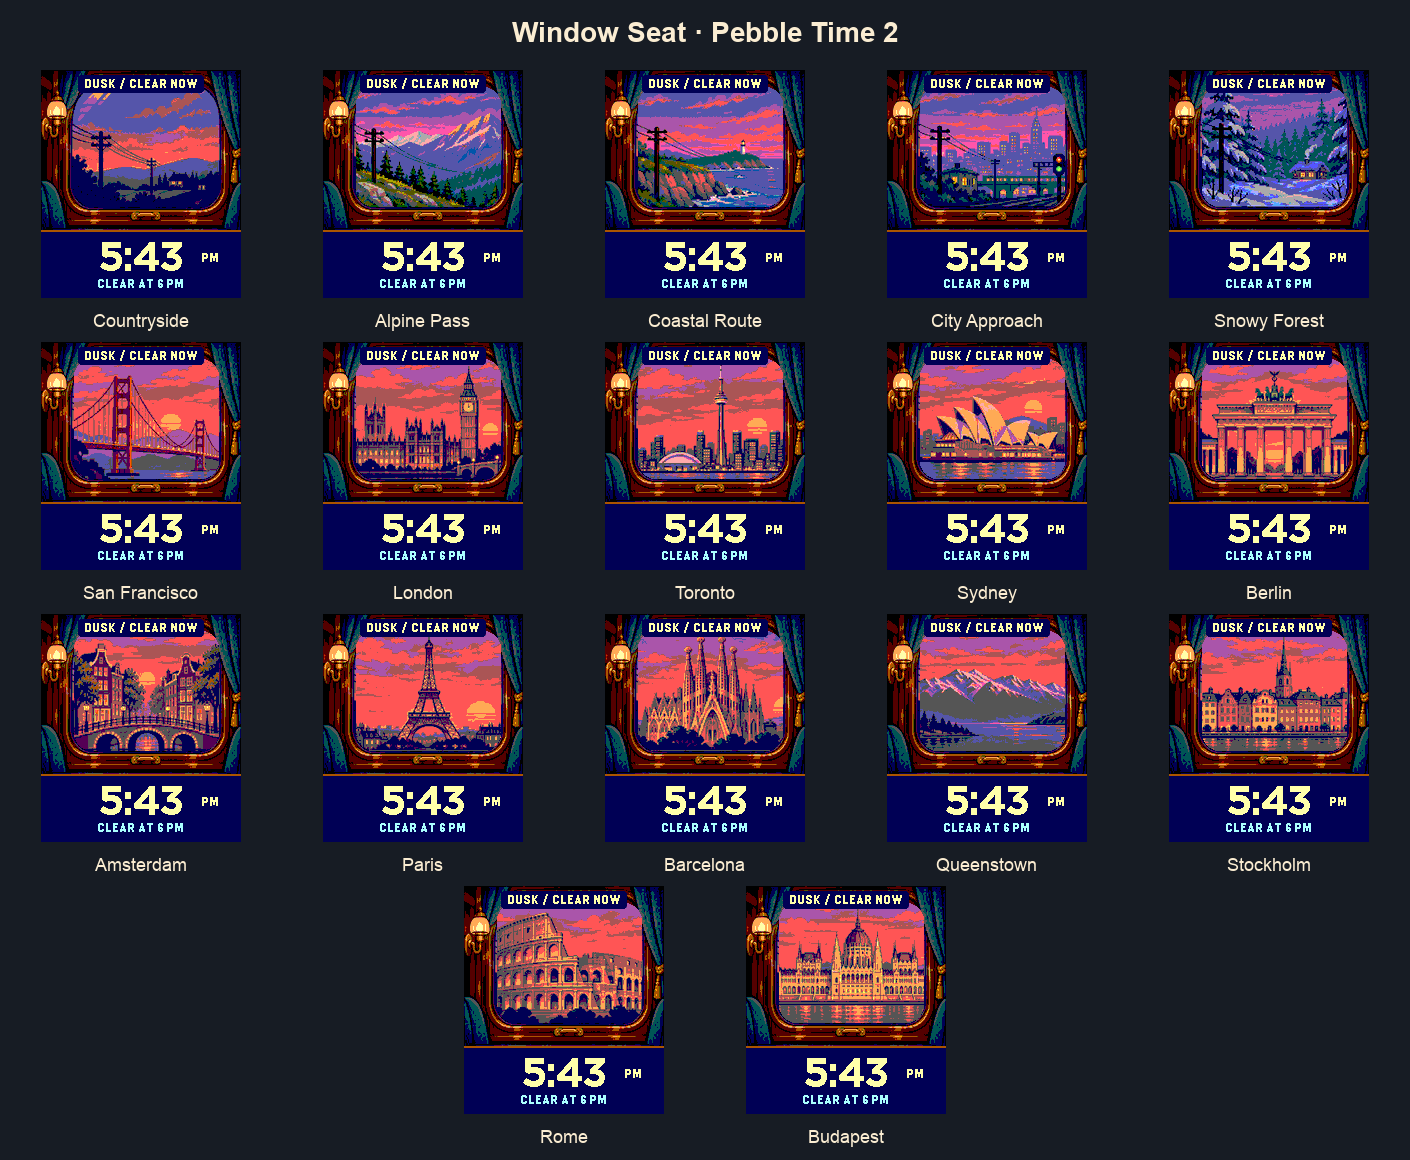 Window Seat · Pebble Time 2
DUSK / CLEAR NOW
5:43 PM
CLEAR AT 6 PM
Countryside
DUSK / CLEAR NOW
5:43 PM
CLEAR AT 6 PM
Alpine Pass
DUSK / CLEAR NOW
5:43 PM
CLEAR AT 6 PM
Coastal Route
DUSK / CLEAR NOW
5:43 PM
CLEAR AT 6 PM
City Approach
DUSK / CLEAR NOW
5:43 PM
CLEAR AT 6 PM
Snowy Forest
DUSK / CLEAR NOW
5:43 PM
CLEAR AT 6 PM
San Francisco
DUSK / CLEAR NOW
5:43 PM
CLEAR AT 6 PM
London
DUSK / CLEAR NOW
5:43 PM
CLEAR AT 6 PM
Toronto
DUSK / CLEAR NOW
5:43 PM
CLEAR AT 6 PM
Sydney
DUSK / CLEAR NOW
5:43 PM
CLEAR AT 6 PM
Berlin
DUSK / CLEAR NOW
5:43 PM
CLEAR AT 6 PM
Amsterdam
DUSK / CLEAR NOW
5:43 PM
CLEAR AT 6 PM
Paris
DUSK / CLEAR NOW
5:43 PM
CLEAR AT 6 PM
Barcelona
DUSK / CLEAR NOW
5:43 PM
CLEAR AT 6 PM
Queenstown
DUSK / CLEAR NOW
5:43 PM
CLEAR AT 6 PM
Stockholm
DUSK / CLEAR NOW
5:43 PM
CLEAR AT 6 PM
Rome
DUSK / CLEAR NOW
5:43 PM
CLEAR AT 6 PM
Budapest